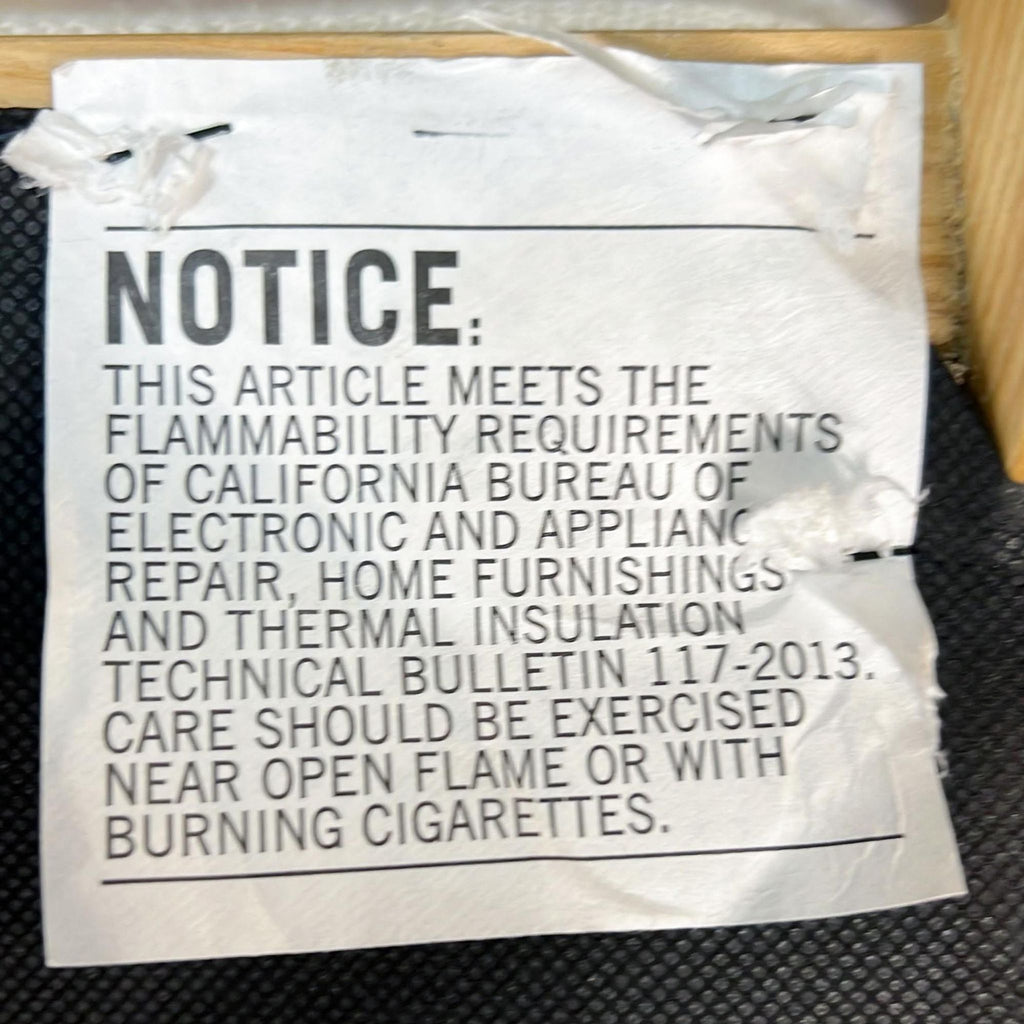 NOTICE:
THIS ARTICLE MEETS THE
FLAMMABILITY REQUIREMENTS
OF CALIFORNIA BUREAU OF
ELECTRONIC AND APPLIANC
REPAIR, HOME FURNISHINGS
AND THERMAL INSULATION
TECHNICAL BULLETIN 117-2013.
CARE SHOULD BE EXERCISED
NEAR OPEN FLAME OR WITH
BURNING CIGARETTES.